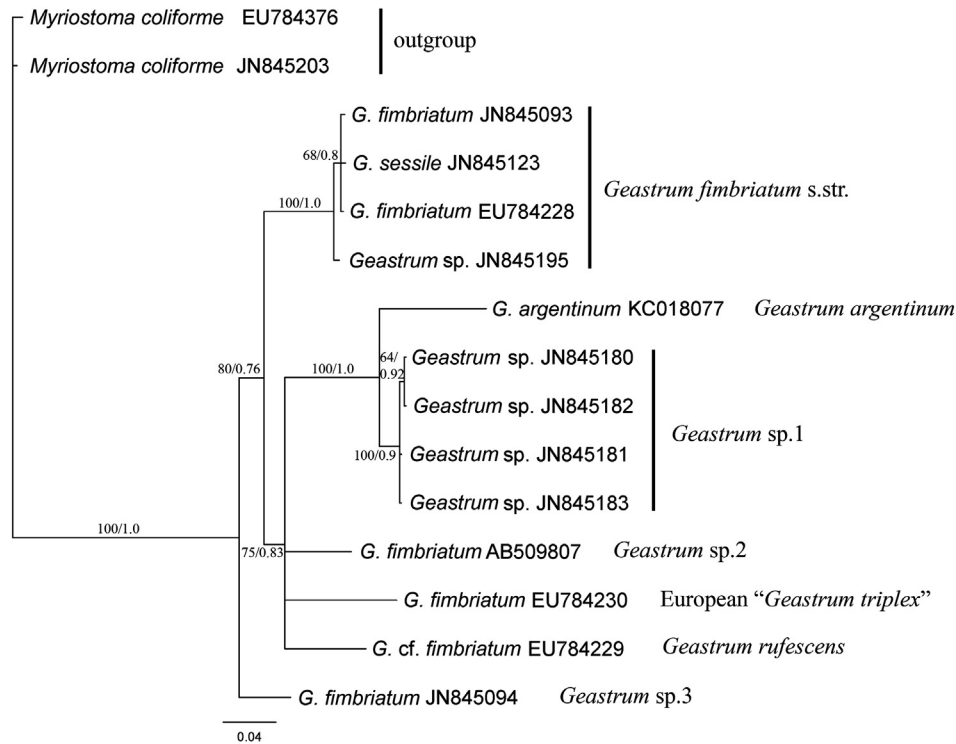 Myriostoma coliforme EU784376
outgroup
Myriostoma coliforme JN845203
G. fimbriatum JN845093
68/0.8
G. sessile JN845123
Geastrum fimbriatum s.str.
100/1.0
G. fimbriatum EU784228
Geastrum sp. JN845195
G. argentinum KC018077 Geastrum argentinum
64/
0.92
Geastrum sp. JN845180
80/0.76
100/1.0
Geastrum sp. JN845182
Geastrum sp.1
100/0.9
Geastrum sp. JN845181
Geastrum sp. JN845183
100/1.0
75/0.83
G. fimbriatum AB509807 Geastrum sp.2
G. fimbriatum EU784230 European “Geastrum triplex”
G. cf. fimbriatum EU784229 Geastrum rufescens
G. fimbriatum JN845094 Geastrum sp.3
0.04